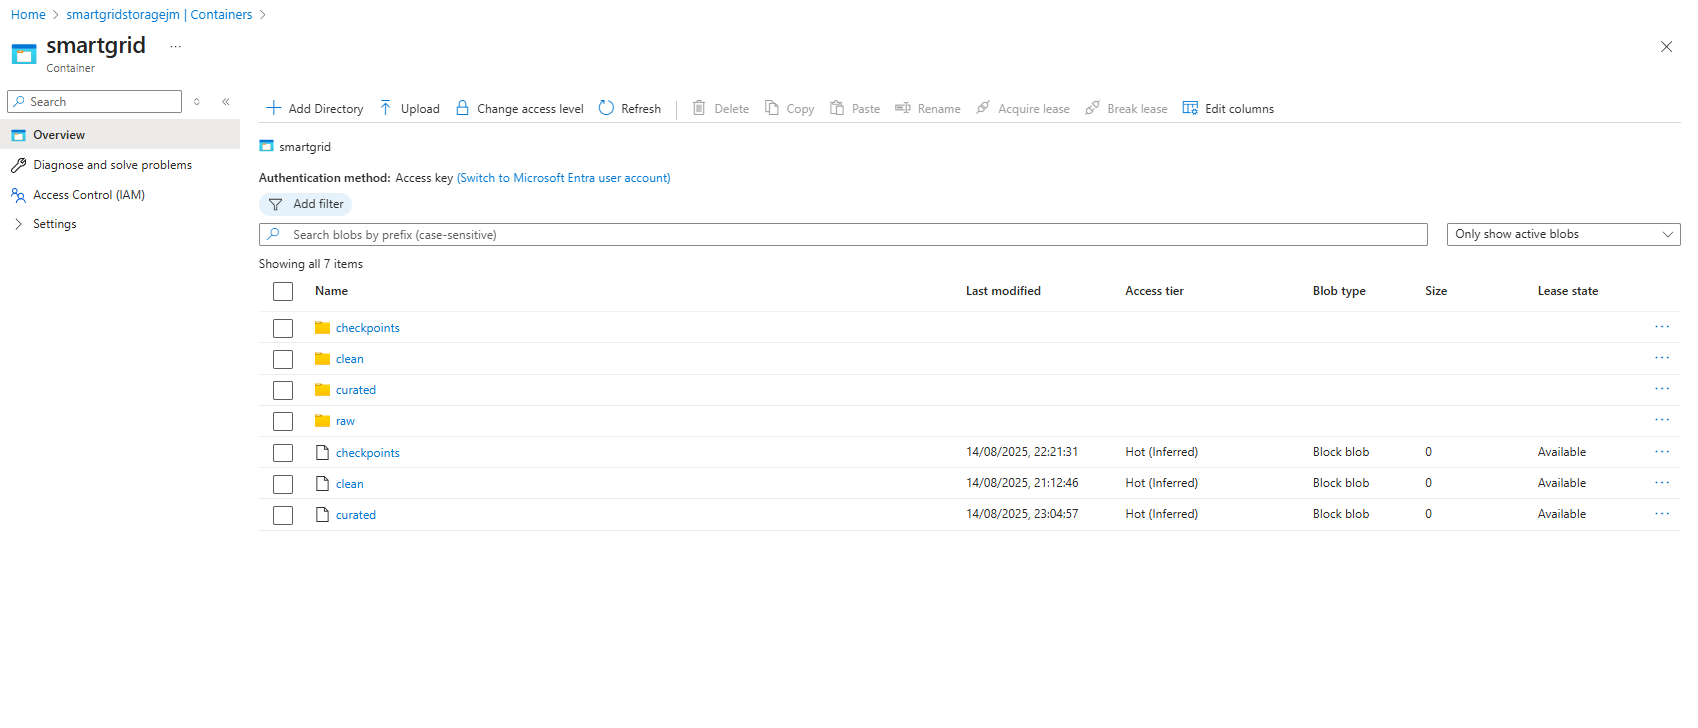 Home > smartgridstoragejm | Containers >
smartgrid ...
Container
Search
Overview
Diagnose and solve problems
Access Control (IAM)
Settings
Add Directory Upload Change access level Refresh Delete Copy Paste Rename Acquire lease Break lease Edit columns
smartgrid
Authentication method: Access key (Switch to Microsoft Entra user account)
Add filter
Search blobs by prefix (case-sensitive) Only show active blobs
Showing all 7 items
Name Last modified Access tier Blob type Size Lease state
checkpoints ...
clean ...
curated ...
raw ...
checkpoints 14/08/2025, 22:21:31 Hot (Inferred) Block blob 0 Available ...
clean 14/08/2025, 21:12:46 Hot (Inferred) Block blob 0 Available ...
curated 14/08/2025, 23:04:57 Hot (Inferred) Block blob 0 Available ...